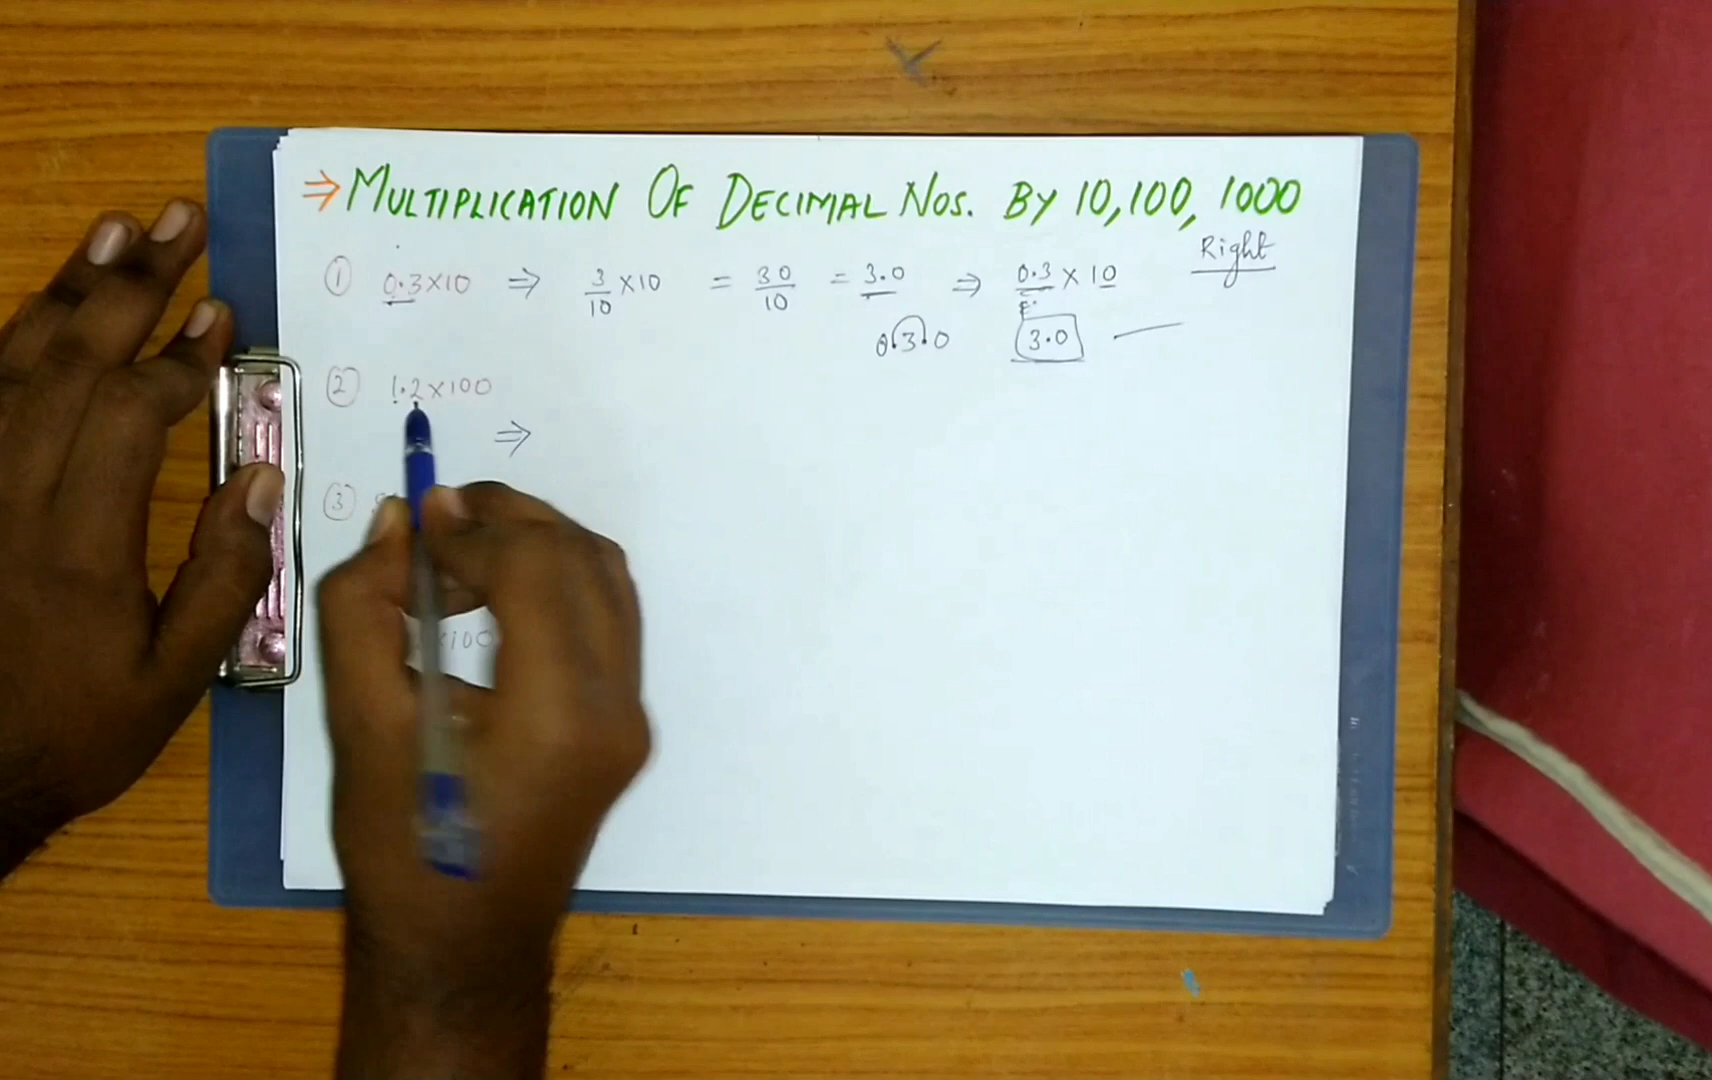 ⇒ MULTIPLICATION OF DECIMAL NOS. BY 10,100, 1000
Right
① 0.3×10 ⇒ 3/10 ×10 = 30/10 = 3.0 ⇒ 0.3 × 10
0.3.0 3.0
② 1.2×100
⇒
③
×100